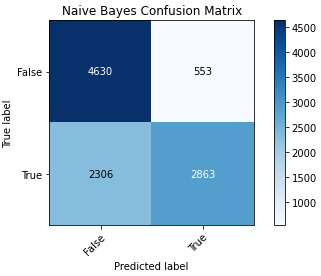 Naive Bayes Confusion Matrix
4500
4000
3500
3000
2500
2000
1500
1000
True label
False
4630
553
True
2306
2863
False
True
Predicted label